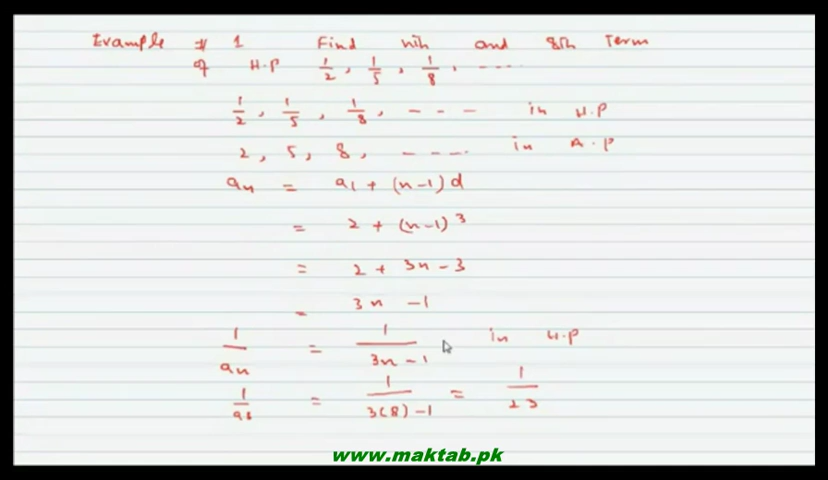 Example # 1 Find nth and 8th Term
of H.P 1/2, 1/5, 1/8, ----
1/2, 1/5, 1/8, --- in H.P
2, 5, 8, ---- in A.P
an = a1 + (n-1)d
= 2 + (n-1)3
= 2 + 3n - 3
= 3n - 1
1/an = 1/(3n-1) in H.P
1/a8 = 1/(3(8)-1) = 1/23
www.maktab.pk